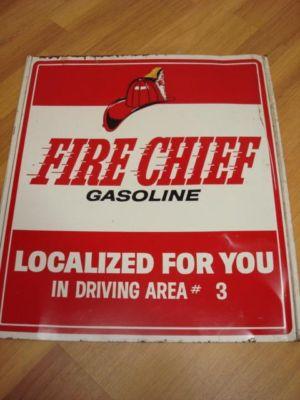 FIRE CHIEF
GASOLINE
LOCALIZED FOR YOU
IN DRIVING AREA # 3